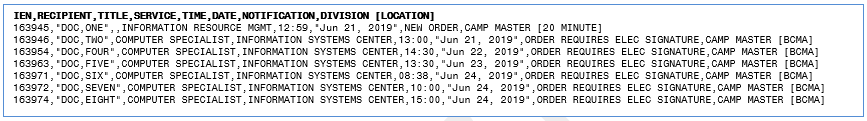 IEN,RECIPIENT,TITLE,SERVICE,TIME,DATE,NOTIFICATION,DIVISION [LOCATION]
163945,"DOC,ONE",,INFORMATION RESOURCE MGMT,12:59,"Jun 21, 2019",NEW ORDER,CAMP MASTER [20 MINUTE]
163946,"DOC,TWO",COMPUTER SPECIALIST,INFORMATION SYSTEMS CENTER,13:00,"Jun 21, 2019",ORDER REQUIRES ELEC SIGNATURE,CAMP MASTER [BCMA]
163954,"DOC,FOUR",COMPUTER SPECIALIST,INFORMATION SYSTEMS CENTER,14:30,"Jun 22, 2019",ORDER REQUIRES ELEC SIGNATURE,CAMP MASTER [BCMA]
163963,"DOC,FIVE",COMPUTER SPECIALIST,INFORMATION SYSTEMS CENTER,13:30,"Jun 23, 2019",ORDER REQUIRES ELEC SIGNATURE,CAMP MASTER [BCMA]
163971,"DOC,SIX",COMPUTER SPECIALIST,INFORMATION SYSTEMS CENTER,08:38,"Jun 24, 2019",ORDER REQUIRES ELEC SIGNATURE,CAMP MASTER [BCMA]
163972,"DOC,SEVEN",COMPUTER SPECIALIST,INFORMATION SYSTEMS CENTER,10:00,"Jun 24, 2019",ORDER REQUIRES ELEC SIGNATURE,CAMP MASTER [BCMA]
163974,"DOC,EIGHT",COMPUTER SPECIALIST,INFORMATION SYSTEMS CENTER,15:00,"Jun 24, 2019",ORDER REQUIRES ELEC SIGNATURE,CAMP MASTER [BCMA]